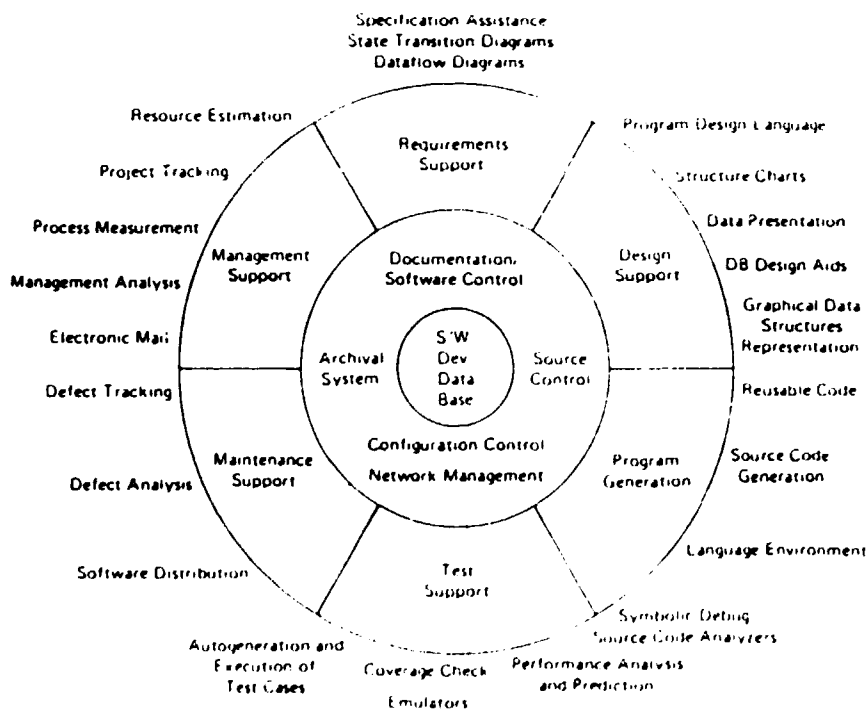 Specification Assistance
State Transition Diagrams
Dataflow Diagrams
Resource Estimation
Project Tracking
Process Measurement
Management Analysis
Electronic Mail
Defect Tracking
Defect Analysis
Software Distribution
Autogeneration and
Execution of
Test Cases
Coverage Check
Emulators
Performance Analysis
and Prediction
Symbolic Debug
Source Code Analyzers
Language Environment
Source Code
Generation
Reusable Code
Graphical Data
Structures
Representation
DB Design Aids
Data Presentation
Structure Charts
Program Design Language
Requirements
Support
Design
Support
Program
Generation
Test
Support
Maintenance
Support
Management
Support
Documentation/
Software Control
Archival
System
Source
Control
Configuration Control
Network Management
S/W
Dev
Data
Base